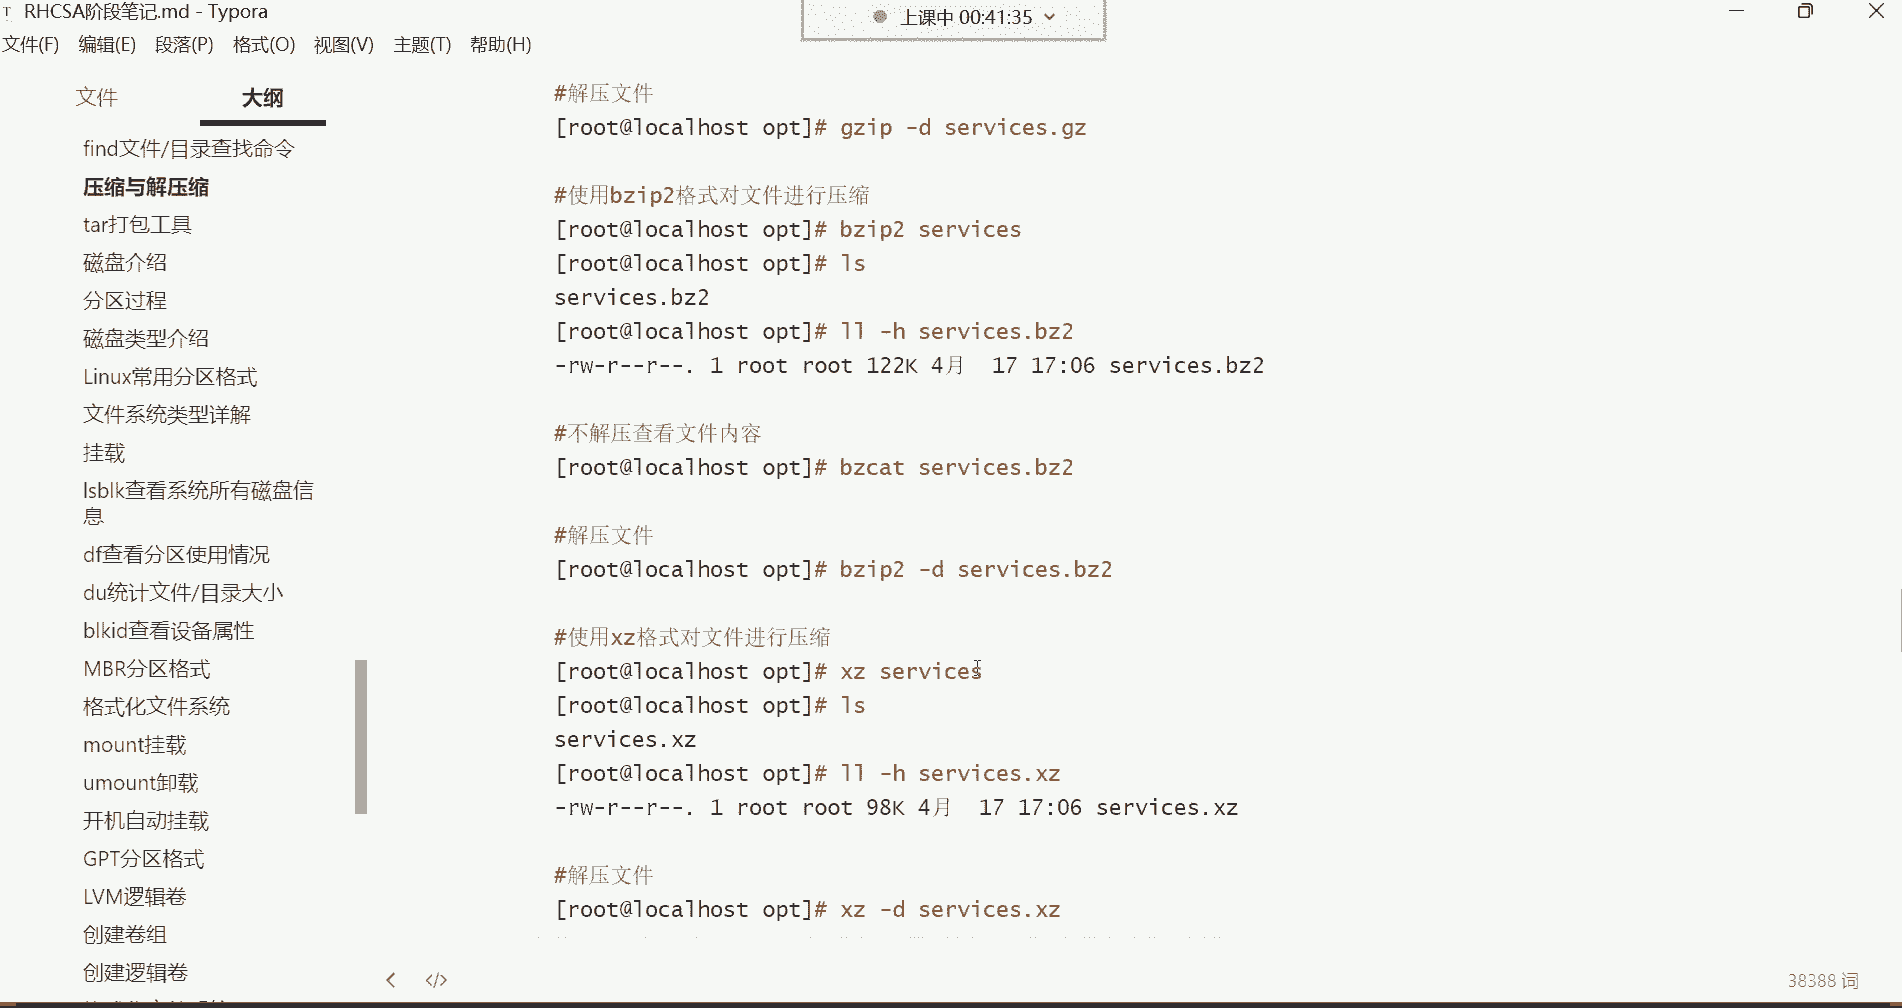 RHCSA阶段笔记.md - Typora
上课中 00:41:35
文件(F) 编辑(E) 段落(P) 格式(O) 视图(V) 主题(T) 帮助(H)
文件 大纲
find文件/目录查找命令
压缩与解压缩
tar打包工具
磁盘介绍
分区过程
磁盘类型介绍
Linux常用分区格式
文件系统类型详解
挂载
lsblk查看系统所有磁盘信
息
df查看分区使用情况
du统计文件/目录大小
blkid查看设备属性
MBR分区格式
格式化文件系统
mount挂载
umount卸载
开机自动挂载
GPT分区格式
LVM逻辑卷
创建卷组
创建逻辑卷
#解压文件
[root@localhost opt]# gzip -d services.gz
#使用bzip2格式对文件进行压缩
[root@localhost opt]# bzip2 services
[root@localhost opt]# ls
services.bz2
[root@localhost opt]# ll -h services.bz2
-rw-r--r--. 1 root root 122K 4月  17 17:06 services.bz2
#不解压查看文件内容
[root@localhost opt]# bzcat services.bz2
#解压文件
[root@localhost opt]# bzip2 -d services.bz2
#使用xz格式对文件进行压缩
[root@localhost opt]# xz services
[root@localhost opt]# ls
services.xz
[root@localhost opt]# ll -h services.xz
-rw-r--r--. 1 root root 98K 4月  17 17:06 services.xz
#解压文件
[root@localhost opt]# xz -d services.xz
38388 词